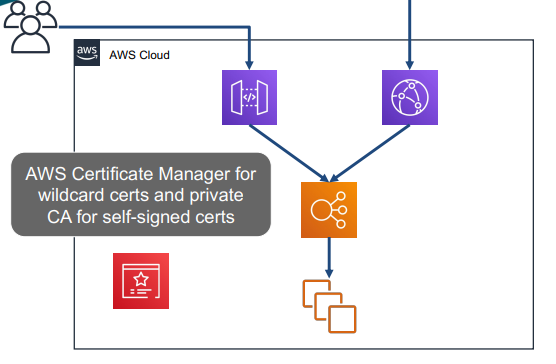 aws
AWS Cloud
</>
AWS Certificate Manager for
wildcard certs and private
CA for self-signed certs